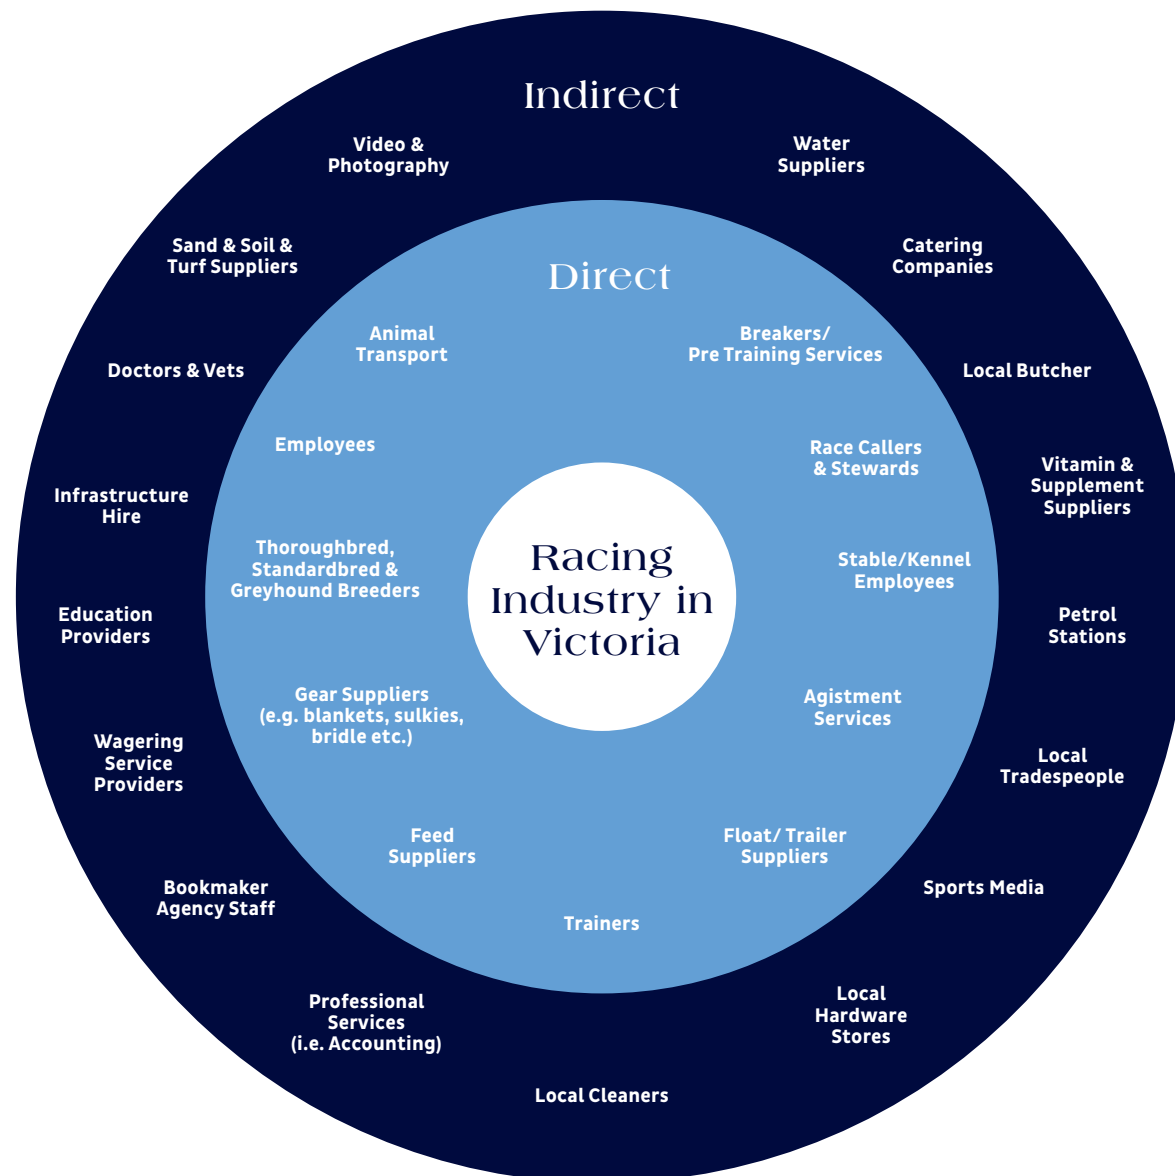 Indirect
Video &
Photography
Water
Suppliers
Sand & Soil &
Turf Suppliers
Catering
Companies
Doctors & Vets
Local Butcher
Infrastructure
Hire
Vitamin &
Supplement
Suppliers
Education
Providers
Petrol
Stations
Wagering
Service
Providers
Local
Tradespeople
Bookmaker
Agency Staff
Sports Media
Professional
Services
(i.e. Accounting)
Local
Hardware
Stores
Local Cleaners
Direct
Animal
Transport
Breakers/
Pre Training Services
Employees
Race Callers
& Stewards
Thoroughbred,
Standardbred &
Greyhound Breeders
Stable/Kennel
Employees
Gear Suppliers
(e.g. blankets, sulkies,
bridle etc.)
Agistment
Services
Feed
Suppliers
Float/ Trailer
Suppliers
Trainers
Racing
Industry in
Victoria